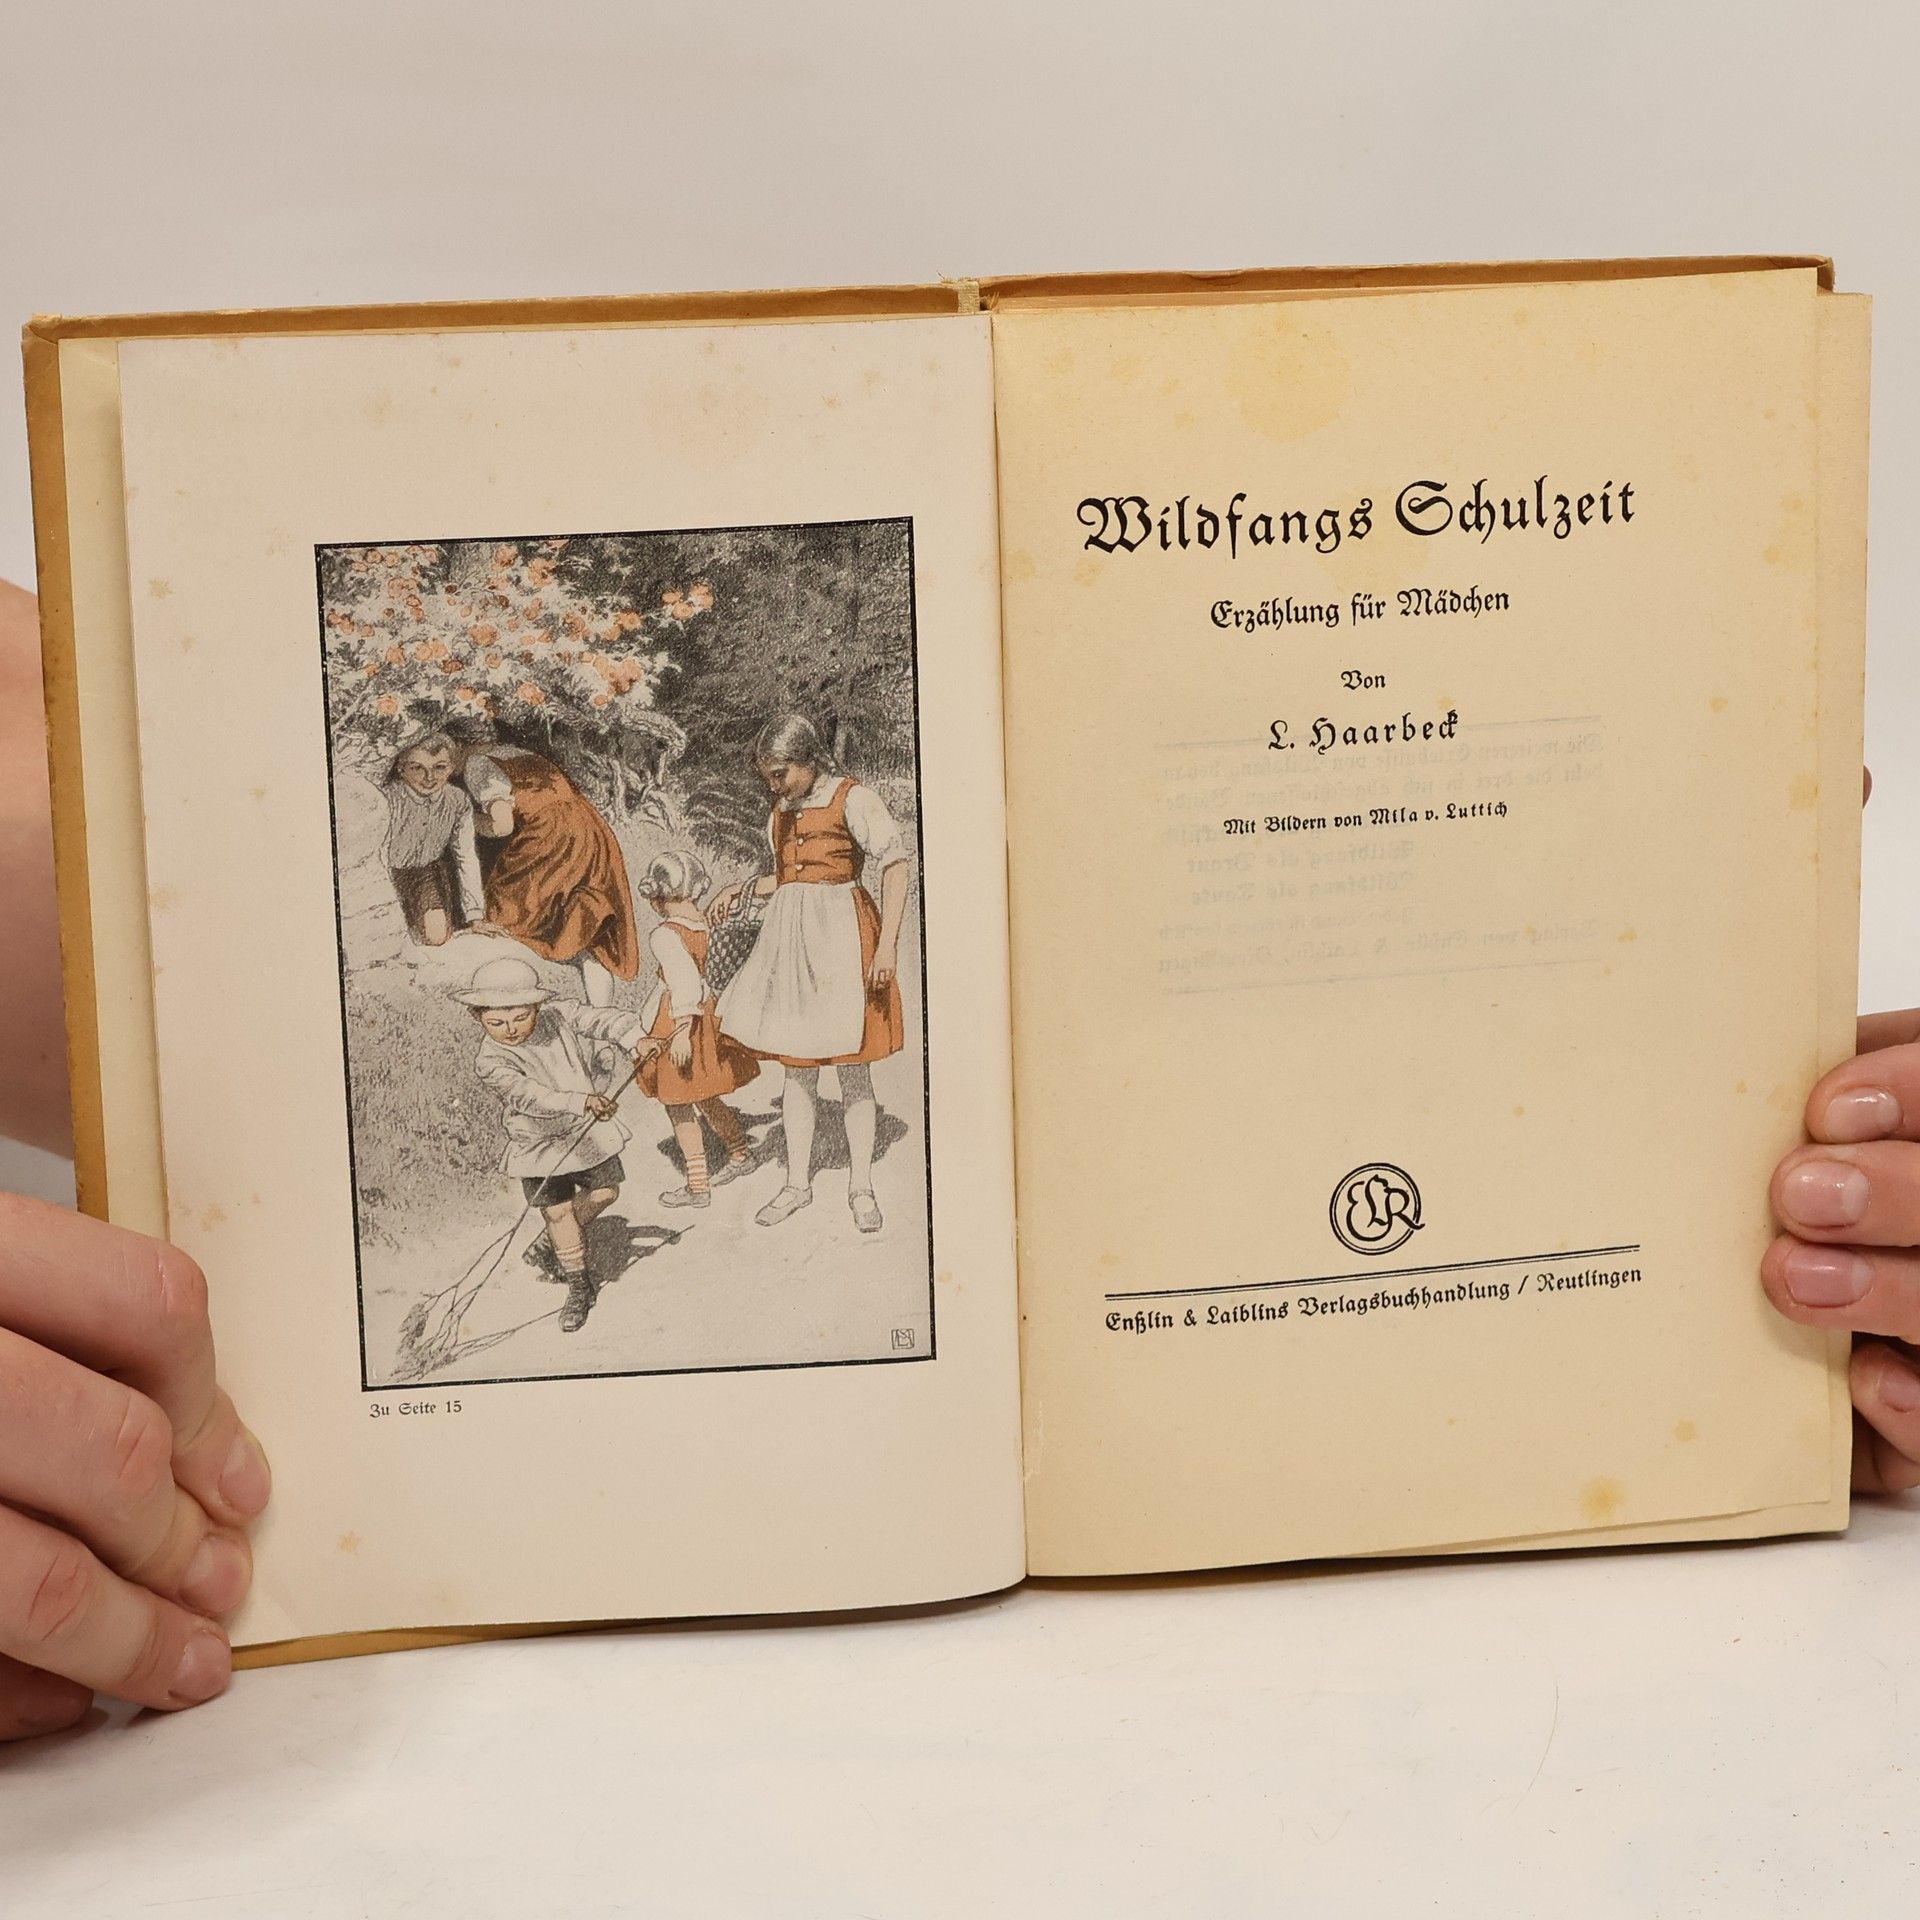 Zu Seite 15
Wildfangs Schulzeit
Erzählung für Mädchen
Von
L. Haarbeck
Mit Bildern von Mila v. Luttich
ELR
Enßlin & Laiblins Verlagsbuchhandlung / Reutlingen